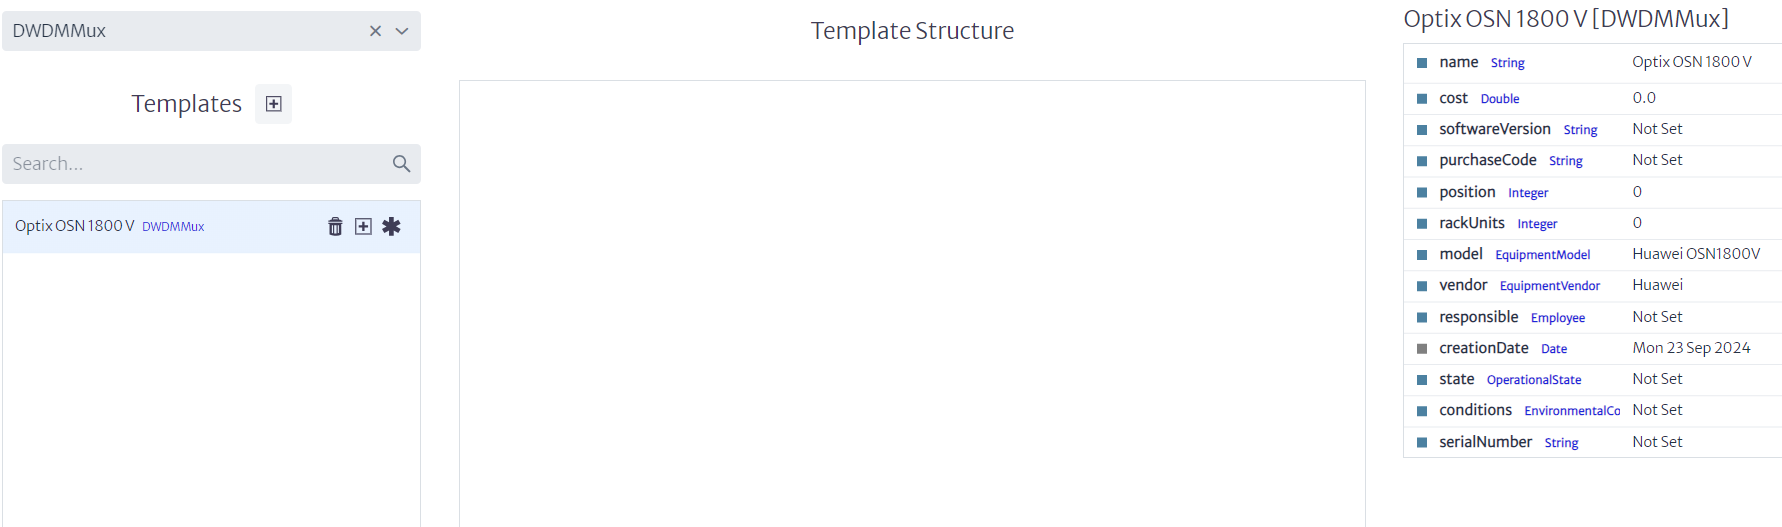 DWDMMux
Templates
Search...
Optix OSN 1800 V DWDMMux
Template Structure
Optix OSN 1800 V [DWDMMux]
name String Optix OSN 1800 V
cost Double 0.0
softwareVersion String Not Set
purchaseCode String Not Set
position Integer 0
rackUnits Integer 0
model EquipmentModel Huawei OSN1800V
vendor EquipmentVendor Huawei
responsible Employee Not Set
creationDate Date Mon 23 Sep 2024
state OperationalState Not Set
conditions EnvironmentalCo Not Set
serialNumber String Not Set